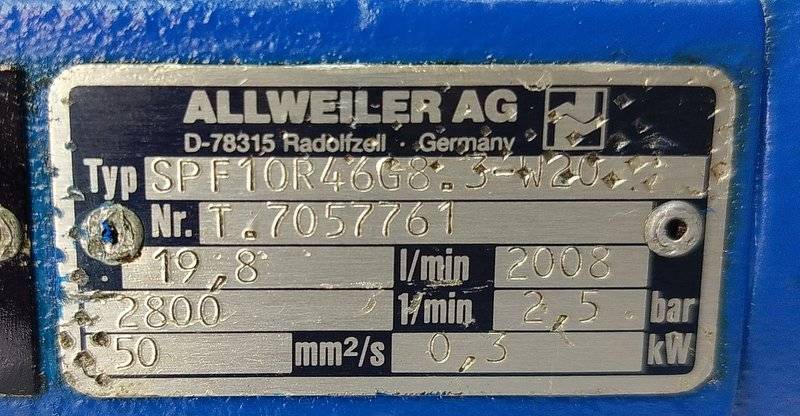 ALLWEILER AG
D-78315 Radolfzell · Germany
Typ SPF10R46G8.3-W20
Nr. T.7057761
19,8 l/min 2008
2800 1/min 2,5 bar
50 mm²/s 0,3 kW